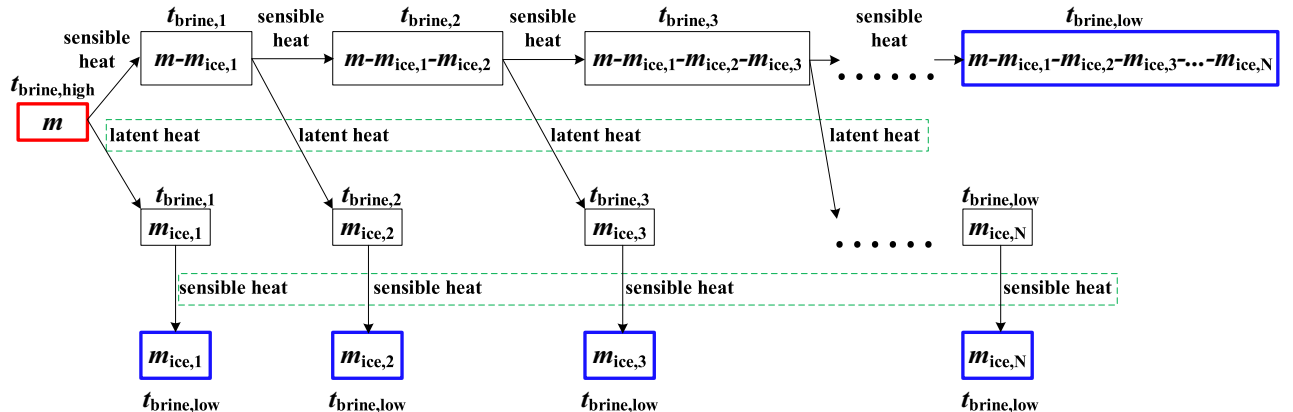 t_brine,1 t_brine,2 t_brine,3 t_brine,low
sensible heat sensible heat sensible heat sensible heat
m-m_ice,1 m-m_ice,1-m_ice,2 m-m_ice,1-m_ice,2-m_ice,3 ...... m-m_ice,1-m_ice,2-m_ice,3-...-m_ice,N
t_brine,high
m
latent heat latent heat latent heat latent heat
t_brine,1 t_brine,2 t_brine,3 t_brine,low
m_ice,1 m_ice,2 m_ice,3 ...... m_ice,N
sensible heat sensible heat sensible heat sensible heat
m_ice,1 m_ice,2 m_ice,3 m_ice,N
t_brine,low t_brine,low t_brine,low t_brine,low